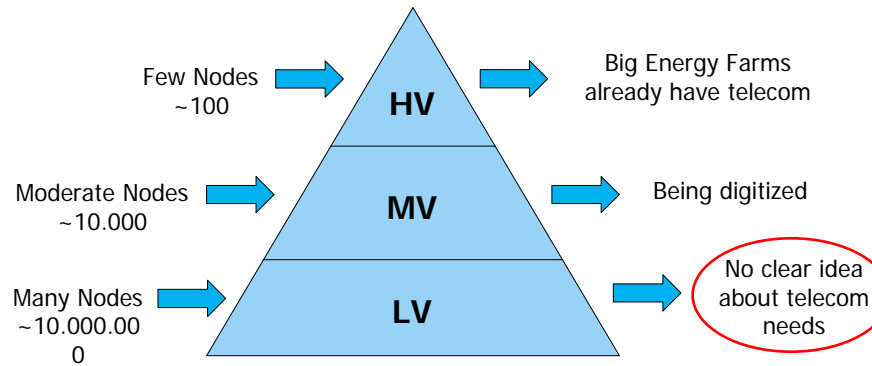 Few Nodes
~100
HV
Big Energy Farms
already have telecom
Moderate Nodes
~10.000
MV
Being digitized
Many Nodes
~10.000.00
0
LV
No clear idea
about telecom
needs